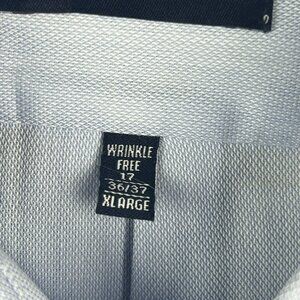 WRINKLE
FREE
17
36/37
XLARGE